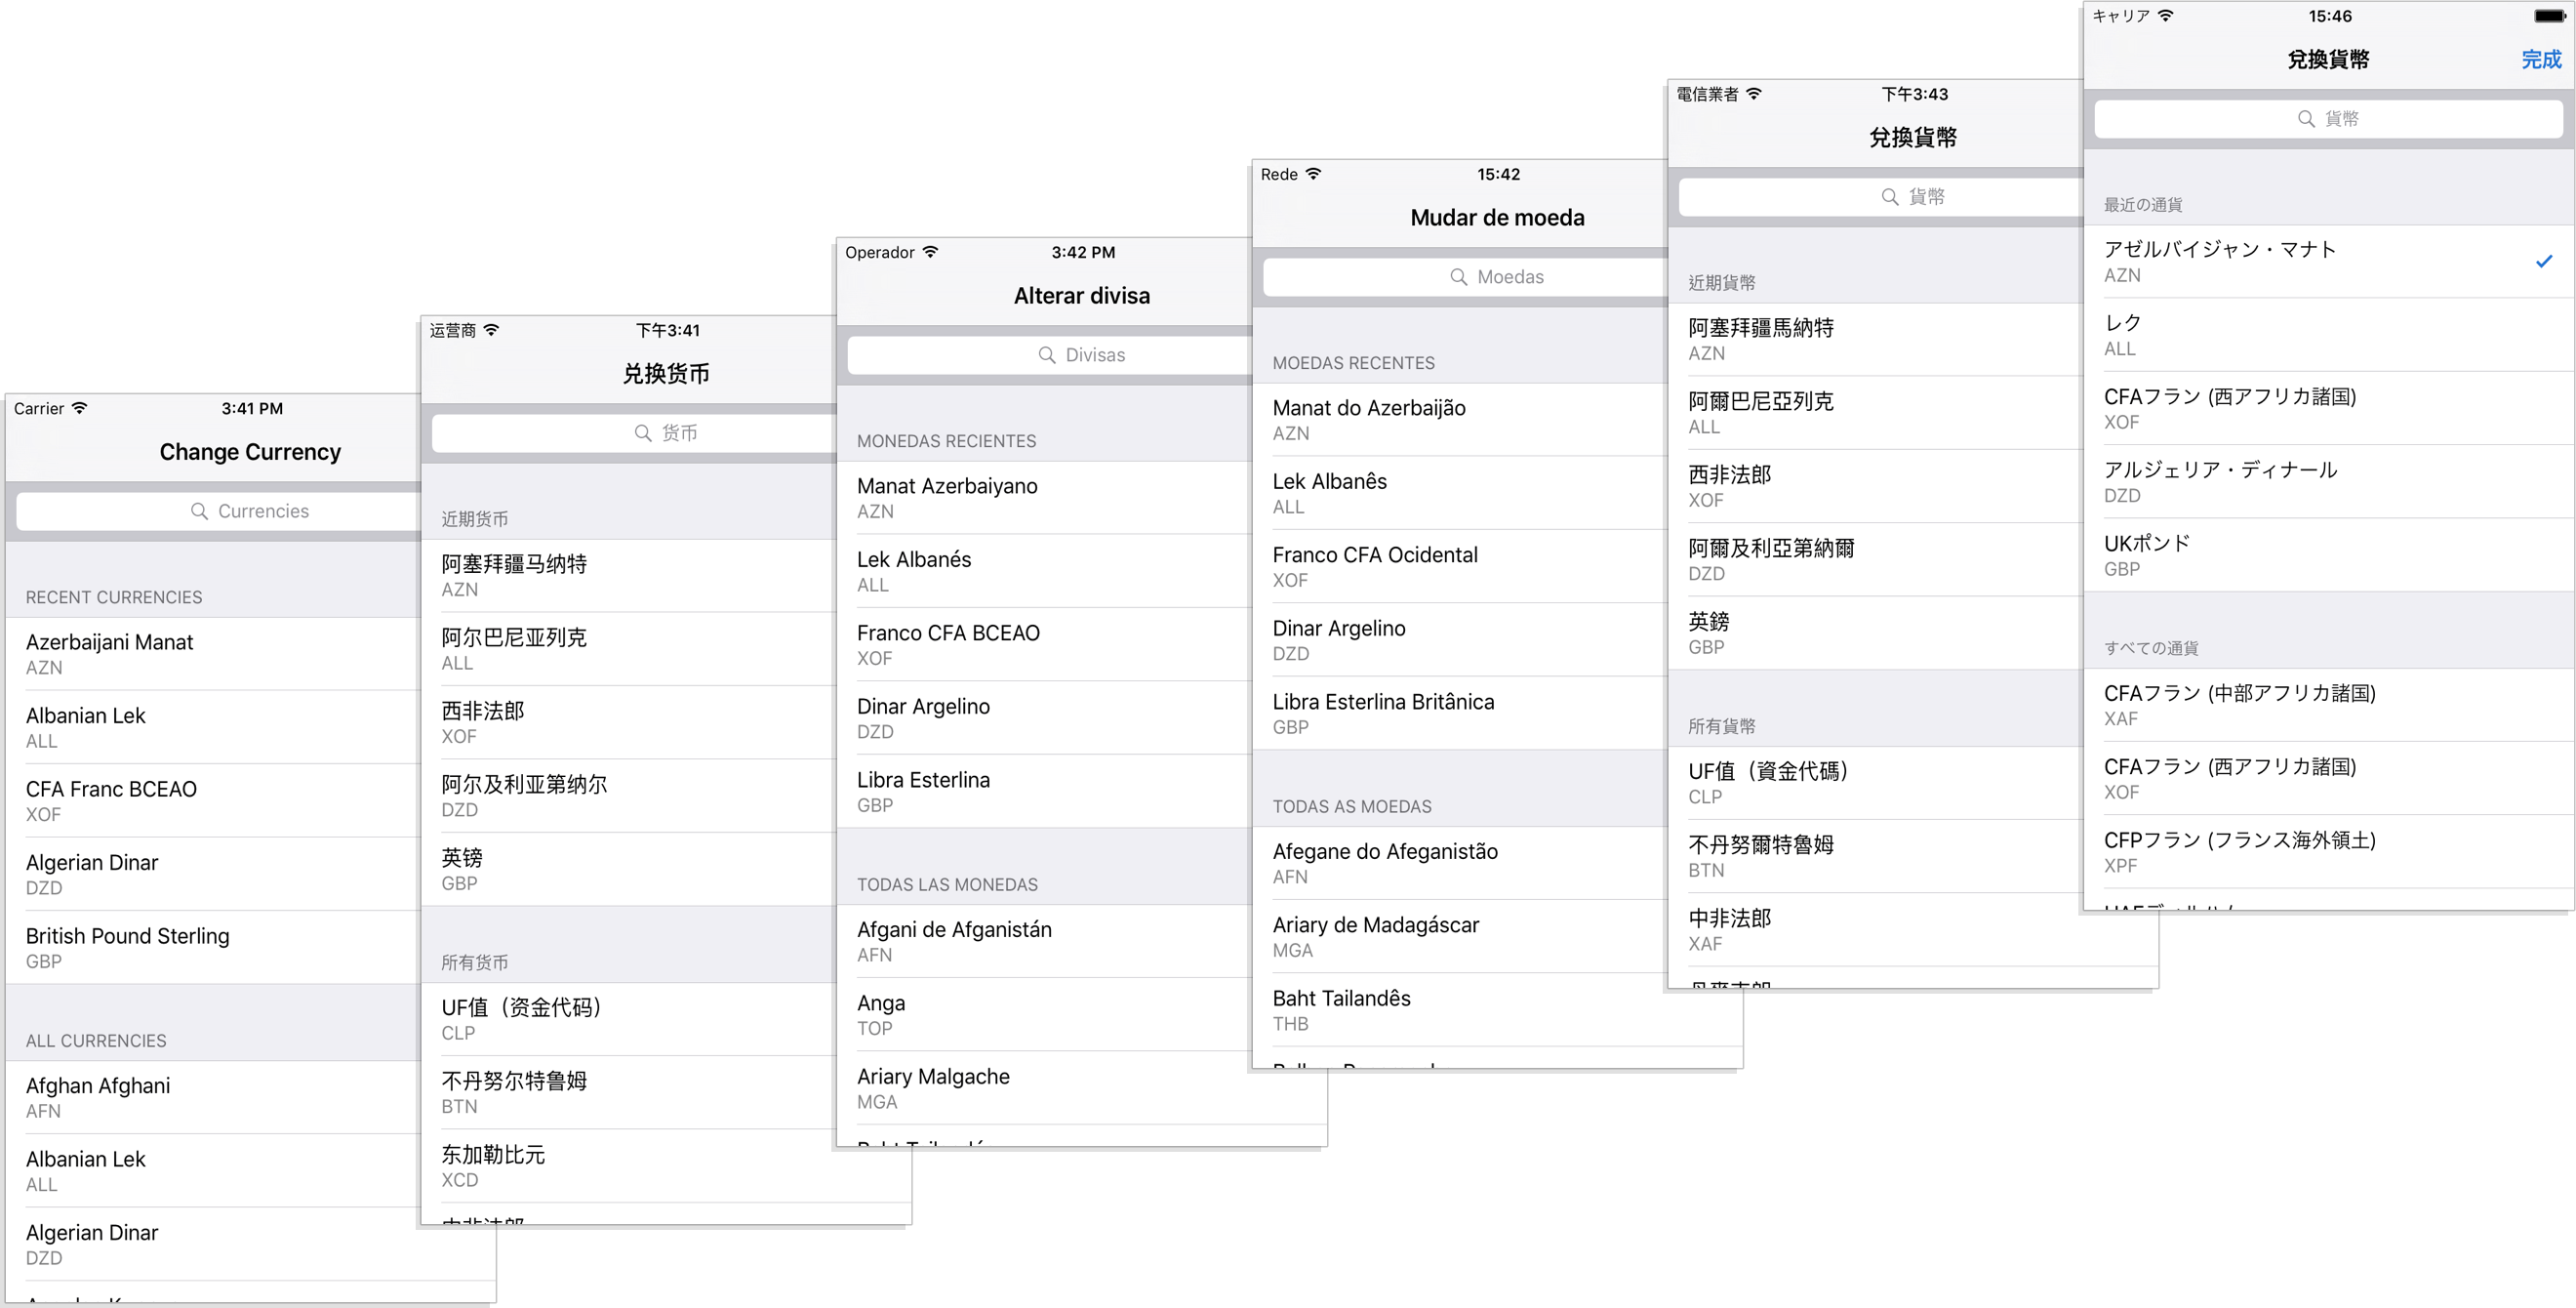 Carrier 3:41 PM
Change Currency
Currencies
RECENT CURRENCIES
Azerbaijani Manat
AZN
Albanian Lek
ALL
CFA Franc BCEAO
XOF
Algerian Dinar
DZD
British Pound Sterling
GBP
ALL CURRENCIES
Afghan Afghani
AFN
Albanian Lek
ALL
Algerian Dinar
DZD
运营商 下午3:41
兑换货币
货币
近期货币
阿塞拜疆马纳特
AZN
阿尔巴尼亚列克
ALL
西非法郎
XOF
阿尔及利亚第纳尔
DZD
英镑
GBP
所有货币
UF值（资金代码）
CLP
不丹努尔特鲁姆
BTN
东加勒比元
XCD
Operador 3:42 PM
Alterar divisa
Divisas
MONEDAS RECIENTES
Manat Azerbaiyano
AZN
Lek Albanés
ALL
Franco CFA BCEAO
XOF
Dinar Argelino
DZD
Libra Esterlina
GBP
TODAS LAS MONEDAS
Afgani de Afganistán
AFN
Anga
TOP
Ariary Malgache
MGA
Rede 15:42
Mudar de moeda
Moedas
MOEDAS RECENTES
Manat do Azerbaijão
AZN
Lek Albanês
ALL
Franco CFA Ocidental
XOF
Dinar Argelino
DZD
Libra Esterlina Britânica
GBP
TODAS AS MOEDAS
Afegane do Afeganistão
AFN
Ariary de Madagáscar
MGA
Baht Tailandês
THB
電信業者 下午3:43
兌換貨幣
貨幣
近期貨幣
阿塞拜疆馬納特
AZN
阿爾巴尼亞列克
ALL
西非法郎
XOF
阿爾及利亞第納爾
DZD
英鎊
GBP
所有貨幣
UF值（資金代碼）
CLP
不丹努爾特魯姆
BTN
中非法郎
XAF
キャリア 15:46
兌換貨幣 完成
貨幣
最近の通貨
アゼルバイジャン・マナト
AZN
レク
ALL
CFAフラン (西アフリカ諸国)
XOF
アルジェリア・ディナール
DZD
UKポンド
GBP
すべての通貨
CFAフラン (中部アフリカ諸国)
XAF
CFAフラン (西アフリカ諸国)
XOF
CFPフラン (フランス海外領土)
XPF